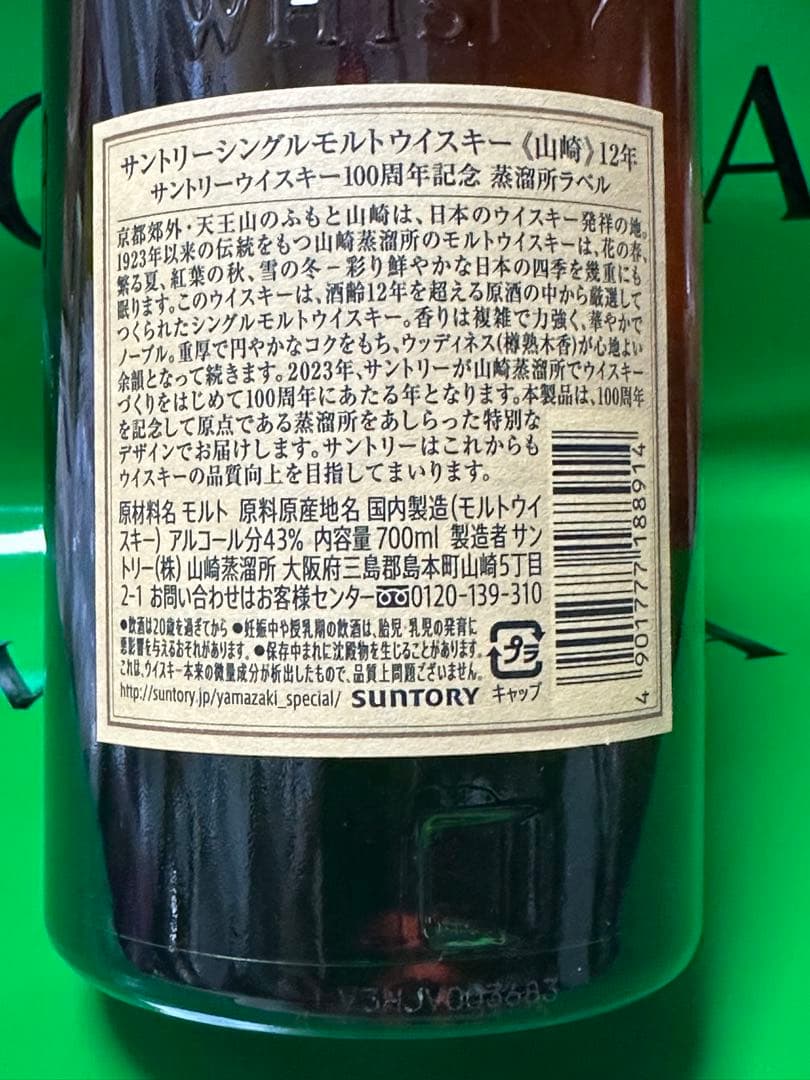 WHISKY
サントリーシングルモルトウイスキー《山崎》12年
サントリーウイスキー100周年記念 蒸溜所ラベル
京都郊外・天王山のふもと山崎は、日本のウイスキー発祥の地。
1923年以来の伝統をもつ山崎蒸溜所のモルトウイスキーは、花の春、
繁る夏、紅葉の秋、雪の冬－彩り鮮やかな日本の四季を幾重にも
眠ります。このウイスキーは、酒齢12年を超える原酒の中から厳選して
つくられたシングルモルトウイスキー。香りは複雑で力強く、華やかで
ノーブル。重厚で円やかなコクをもち、ウッディネス(樽熟木香)が心地よい
余韻となって続きます。2023年、サントリーが山崎蒸溜所でウイスキー
づくりをはじめて100周年にあたる年となります。本製品は、100周年
を記念して原点である蒸溜所をあしらった特別な
デザインでお届けします。サントリーはこれからも
ウイスキーの品質向上を目指してまいります。
原材料名 モルト 原料原産地名 国内製造(モルトウイ
スキー) アルコール分43% 内容量 700ml 製造者 サン
トリー(株) 山崎蒸溜所 大阪府三島郡島本町山崎5丁目
2-1 お問い合わせはお客様センター0120-139-310
●飲酒は20歳を過ぎてから ●妊娠中や授乳期の飲酒は、胎児・乳児の発育に
悪影響を与えるおそれがあります。 ●保存中まれに沈殿物を生じることがあります。
これは、ウイスキー本来の微量成分が析出したもので、品質上問題ございません。
http://suntory.jp/yamazaki_special/ SUNTORY
プラ
キャップ
4 901777 188914
V3HJV003683
A